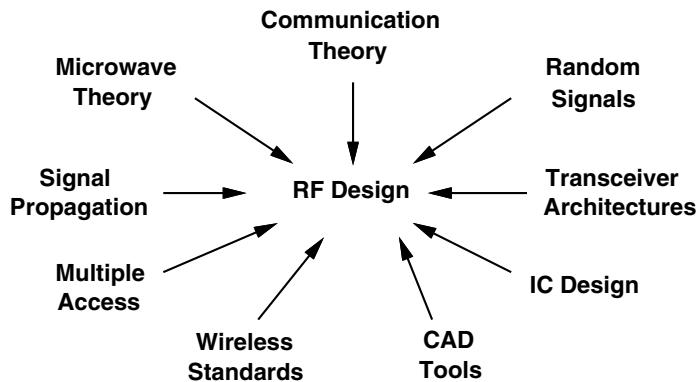 Communication
Theory
Microwave
Theory
Random
Signals
Signal
Propagation
RF Design
Transceiver
Architectures
Multiple
Access
IC Design
Wireless
Standards
CAD
Tools